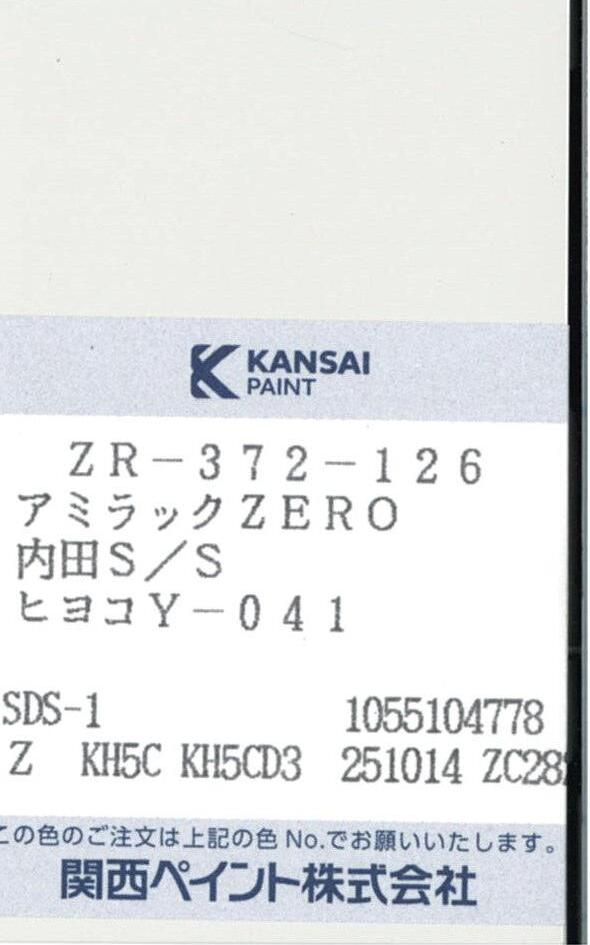 KANSAI
PAINT
ZR-372-126
アミラックZERO
内田S/S
ヒヨコY-041
SDS-1 1055104778
Z KH5C KH5CD3 251014
この色のご注文は上記の色No.でお願いいたします。
関西ペイント株式会社